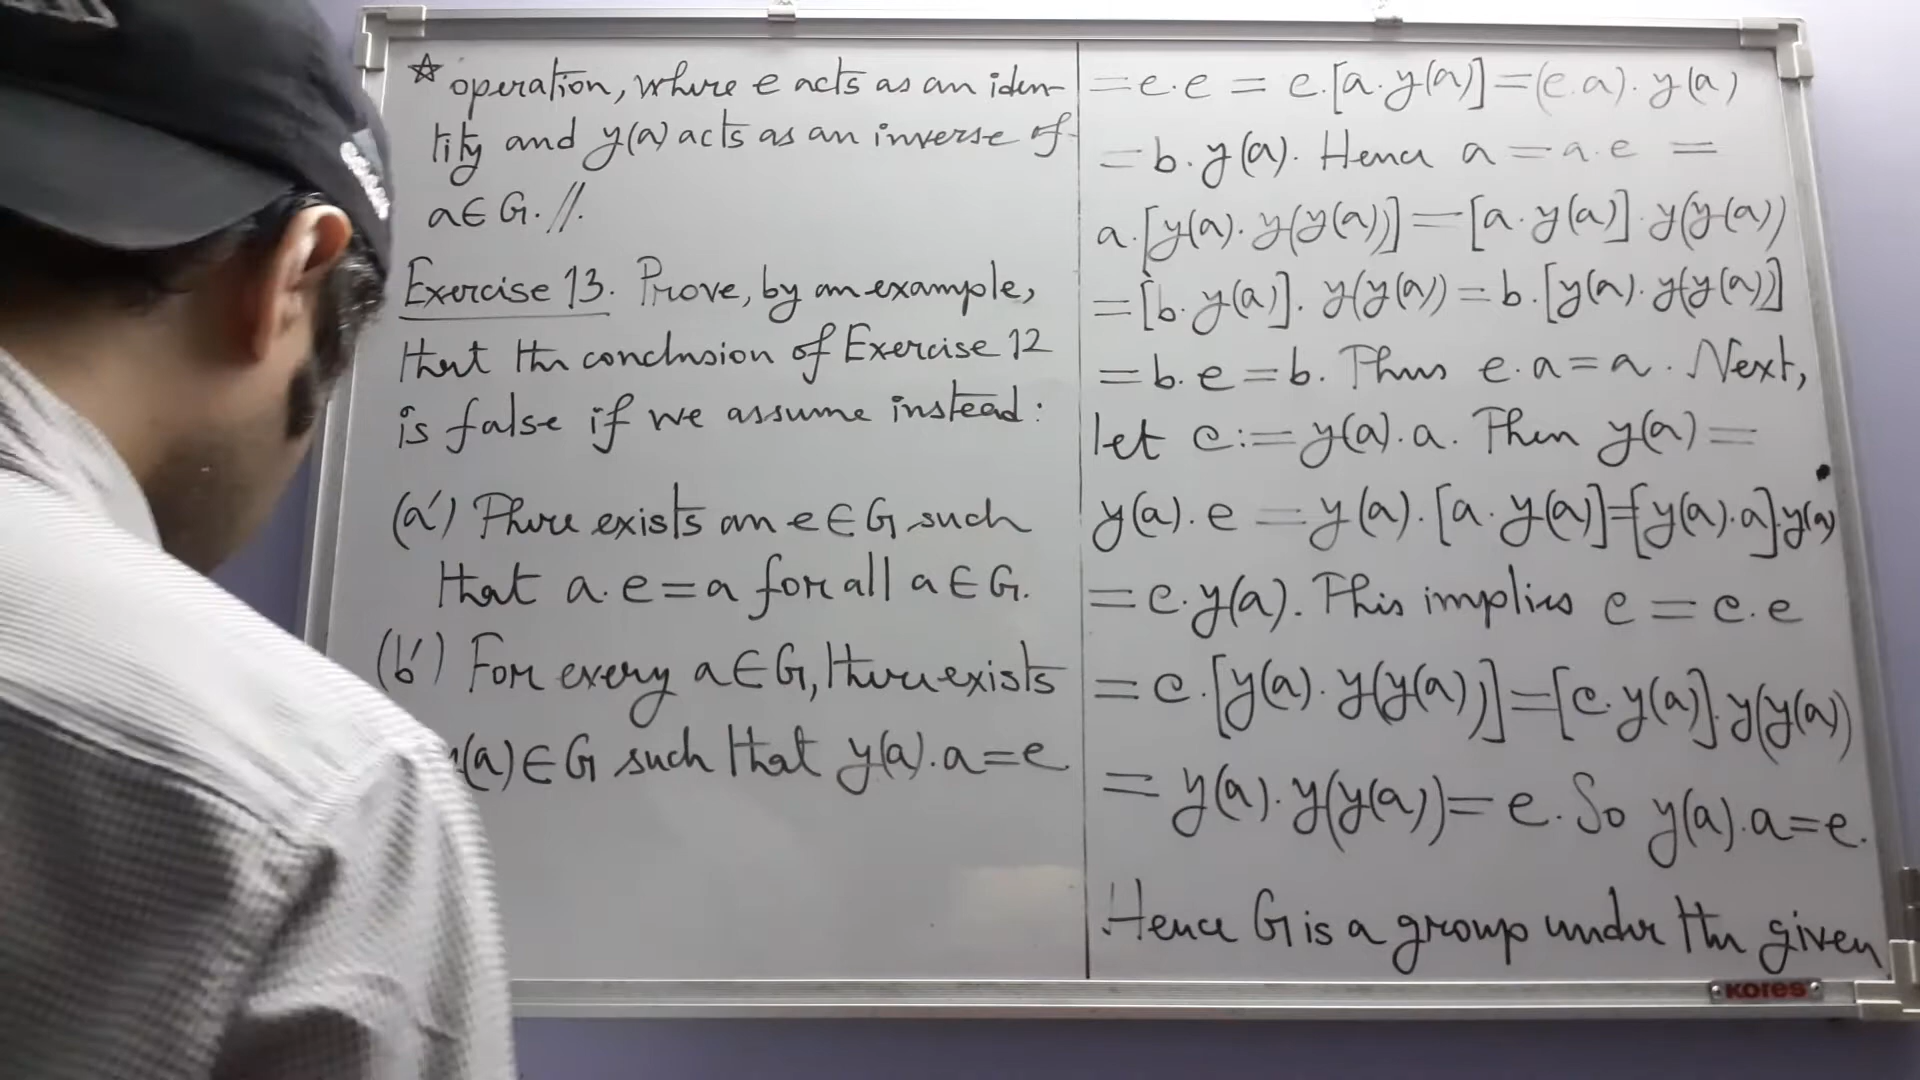 ☆ operation, where e acts as an iden-
tity and y(a) acts as an inverse of
a∈G.//.
Exercise 13. Prove, by an example,
that the conclusion of Exercise 12
is false if we assume instead:
(a') There exists an e∈G such
that a.e=a for all a∈G.
(b') For every a∈G, there exists
y(a)∈G such that y(a).a=e
=e.e = e.[a.y(a)]=(e.a).y(a)
=b.y(a). Hence a=a.e =
a.[y(a).y(y(a))]=[a.y(a)].y(y(a))
=[b.y(a)].y(y(a))=b.[y(a).y(y(a))]
=b.e=b. Thus e.a=a. Next,
let c:=y(a).a. Then y(a)=
y(a).e=y(a).[a.y(a)]=[y(a).a].y(a)
=c.y(a). This implies c=c.e
=c.[y(a).y(y(a))]=[c.y(a)].y(y(a))
=y(a).y(y(a))=e. So y(a).a=e.
Hence G is a group under the given
KORES